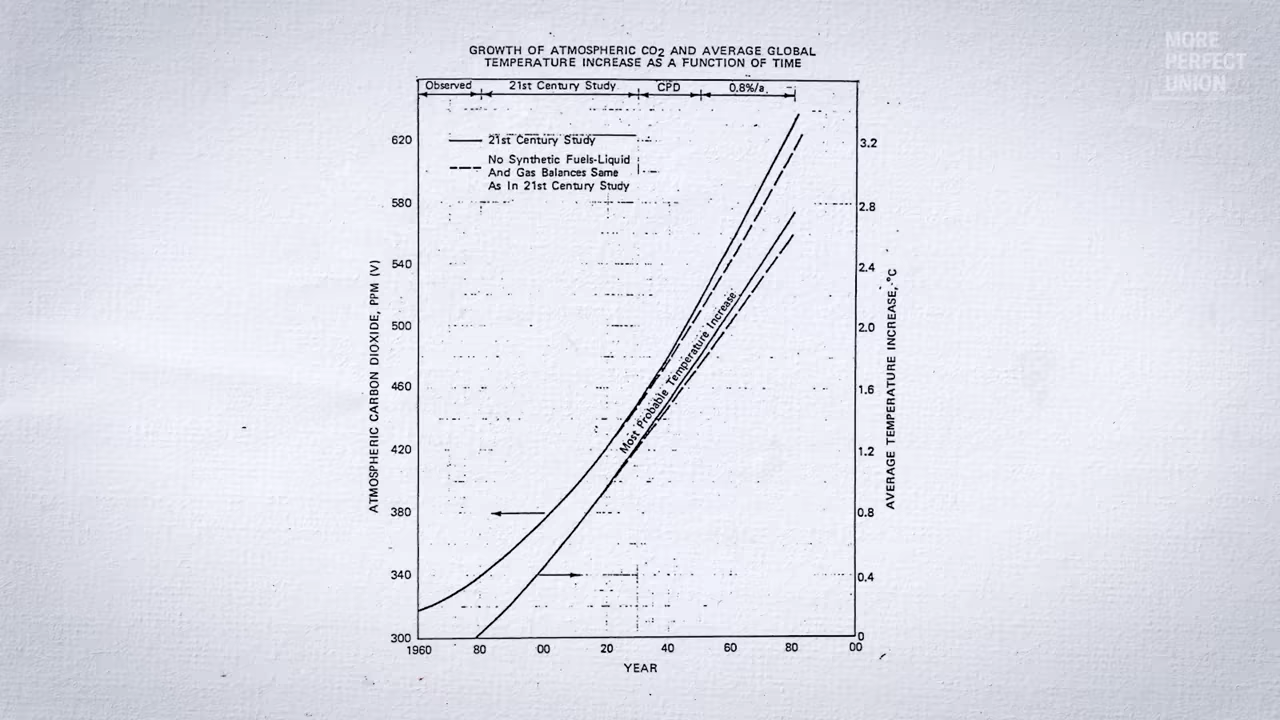 MORE
PERFECT
UNION
GROWTH OF ATMOSPHERIC CO2 AND AVERAGE GLOBAL
TEMPERATURE INCREASE AS A FUNCTION OF TIME
Observed 21st Century Study CPD 0.8%/a
21st Century Study
No Synthetic Fuels-Liquid
And Gas Balances Same
As In 21st Century Study
ATMOSPHERIC CARBON DIOXIDE, PPM (V)
620
580
540
500
460
420
380
340
300
Most Probable Temperature Increase
3.2
2.8
2.4
2.0
1.6
1.2
0.8
0.4
0
AVERAGE TEMPERATURE INCREASE, °C
1960 80 00 20 40 60 80 00
YEAR